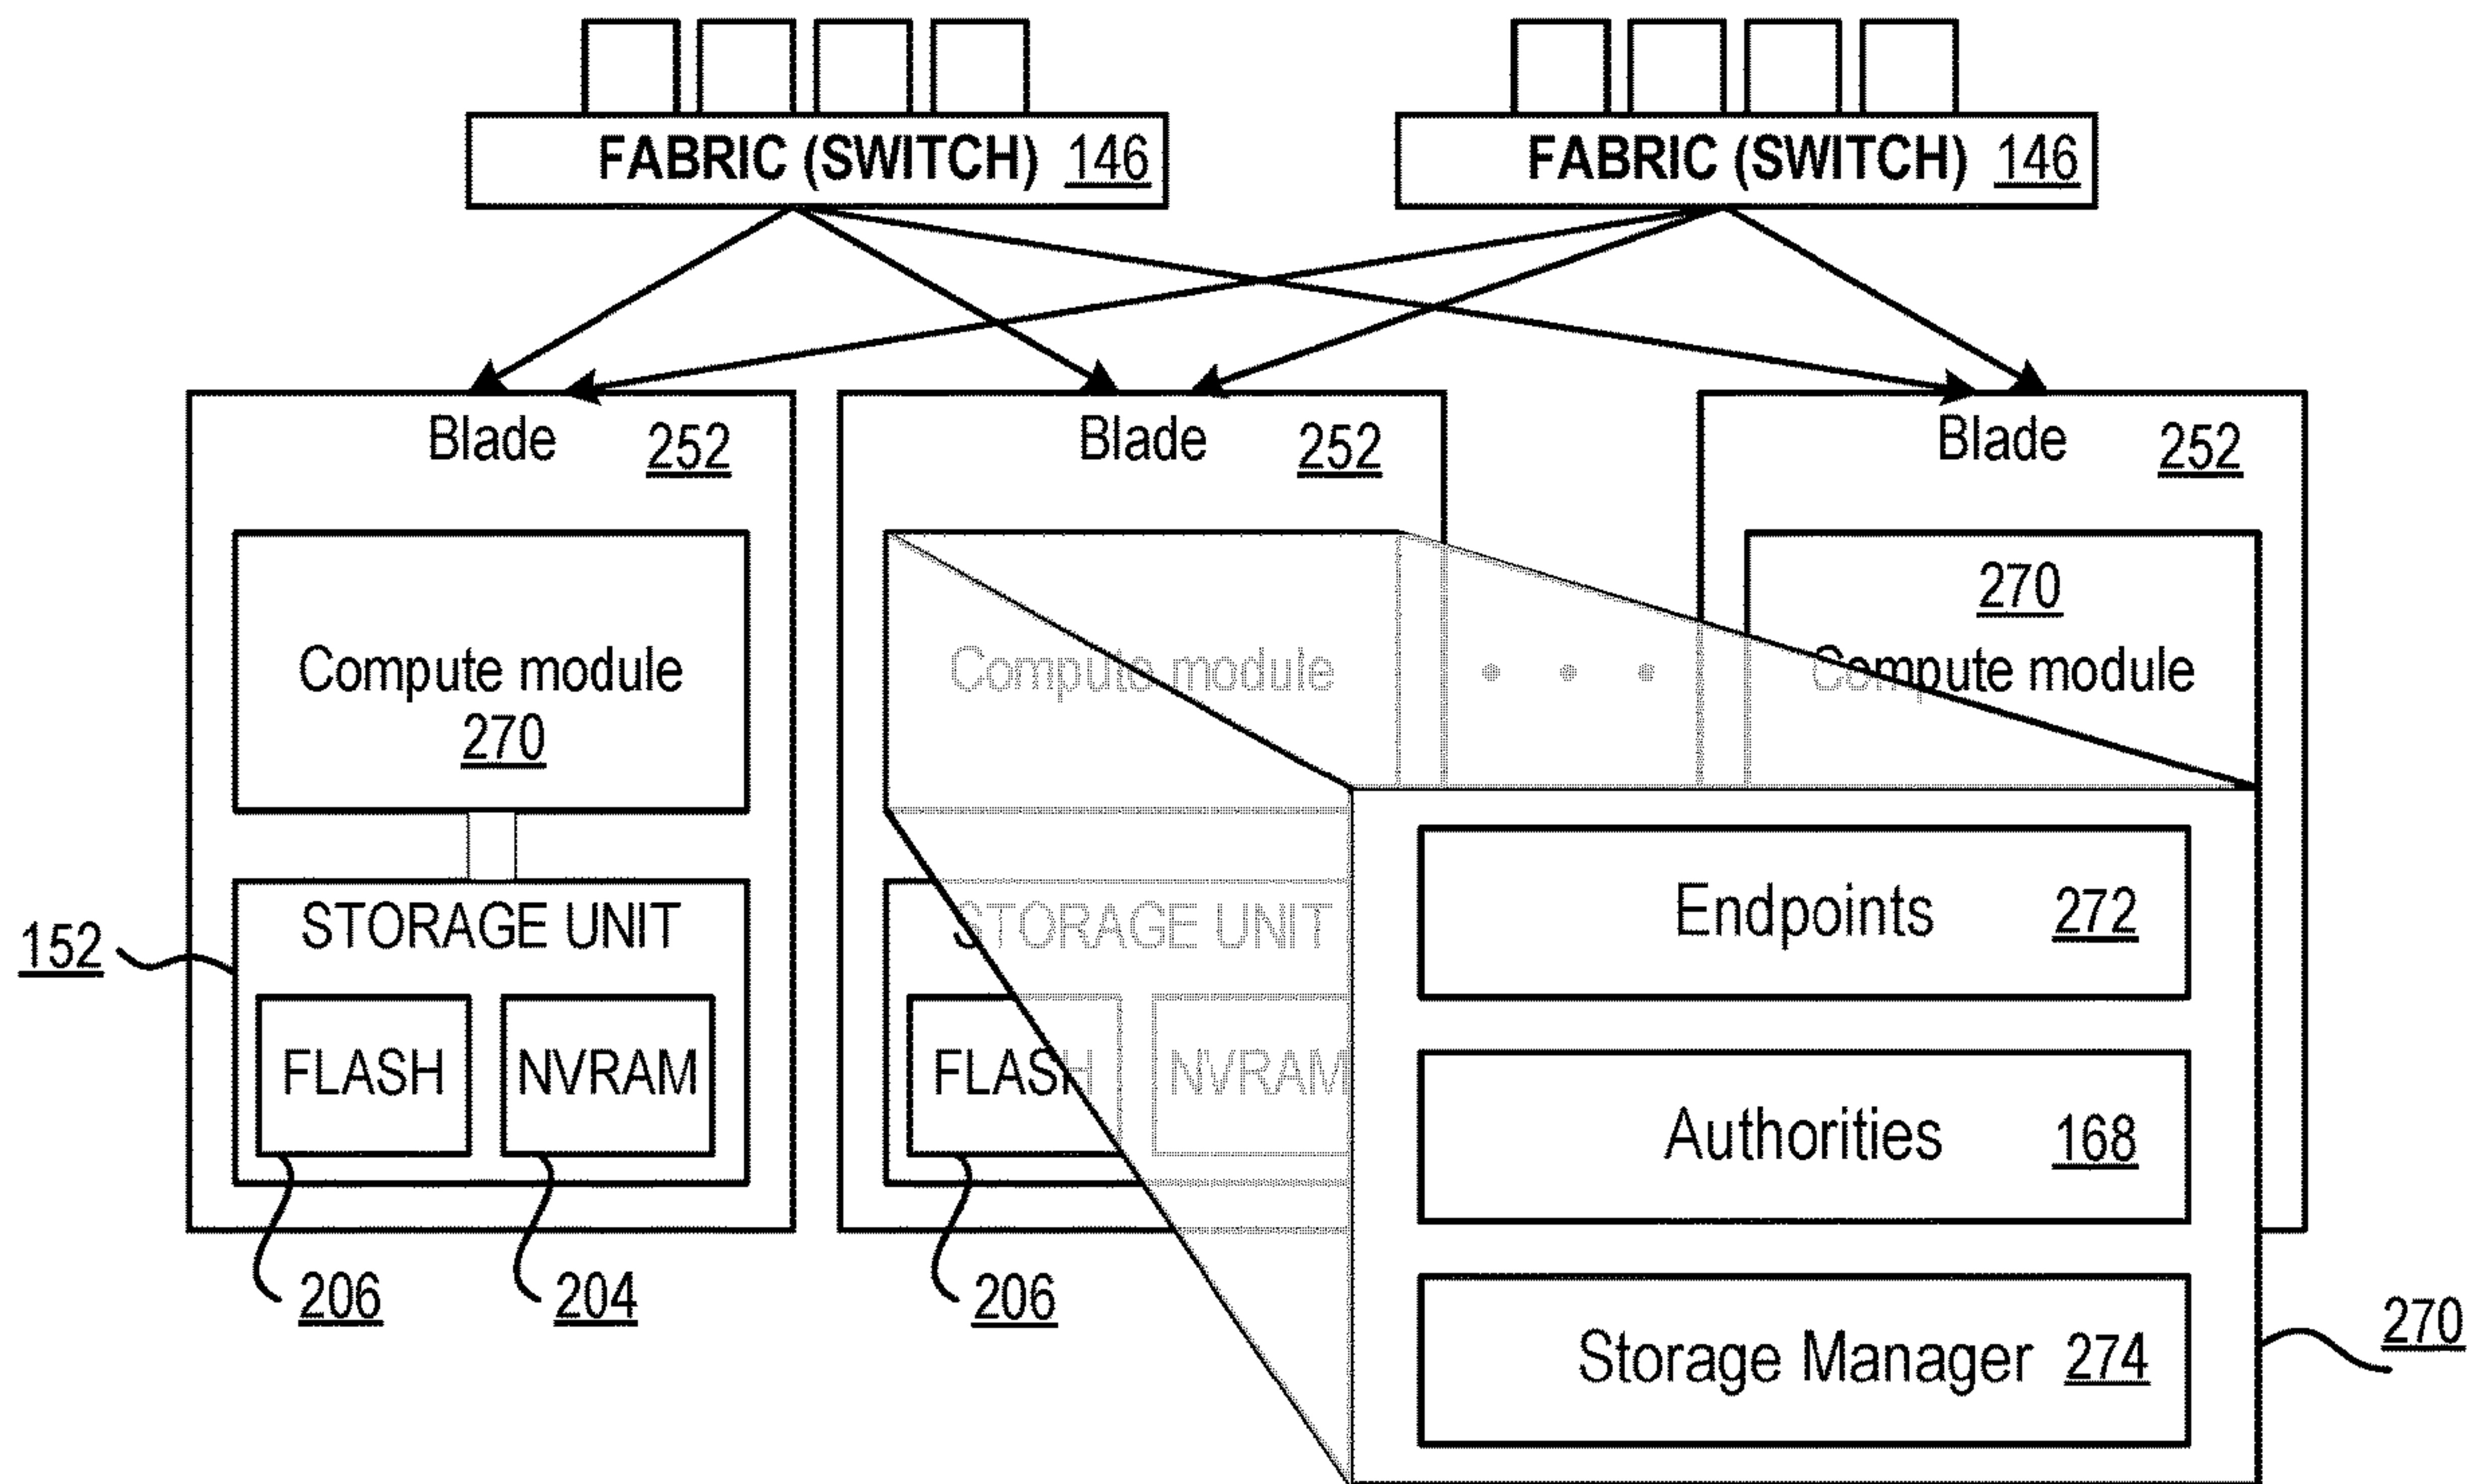 FABRIC (SWITCH) 146
FABRIC (SWITCH) 146
Blade 252
Blade 252
Blade 252
Compute module
270
Compute module
270
Compute module
STORAGE UNIT
152
FLASH
NVRAM
206
204
STORAGE UNIT
FLASH
NVRAM
206
Endpoints 272
Authorities 168
Storage Manager 274
270